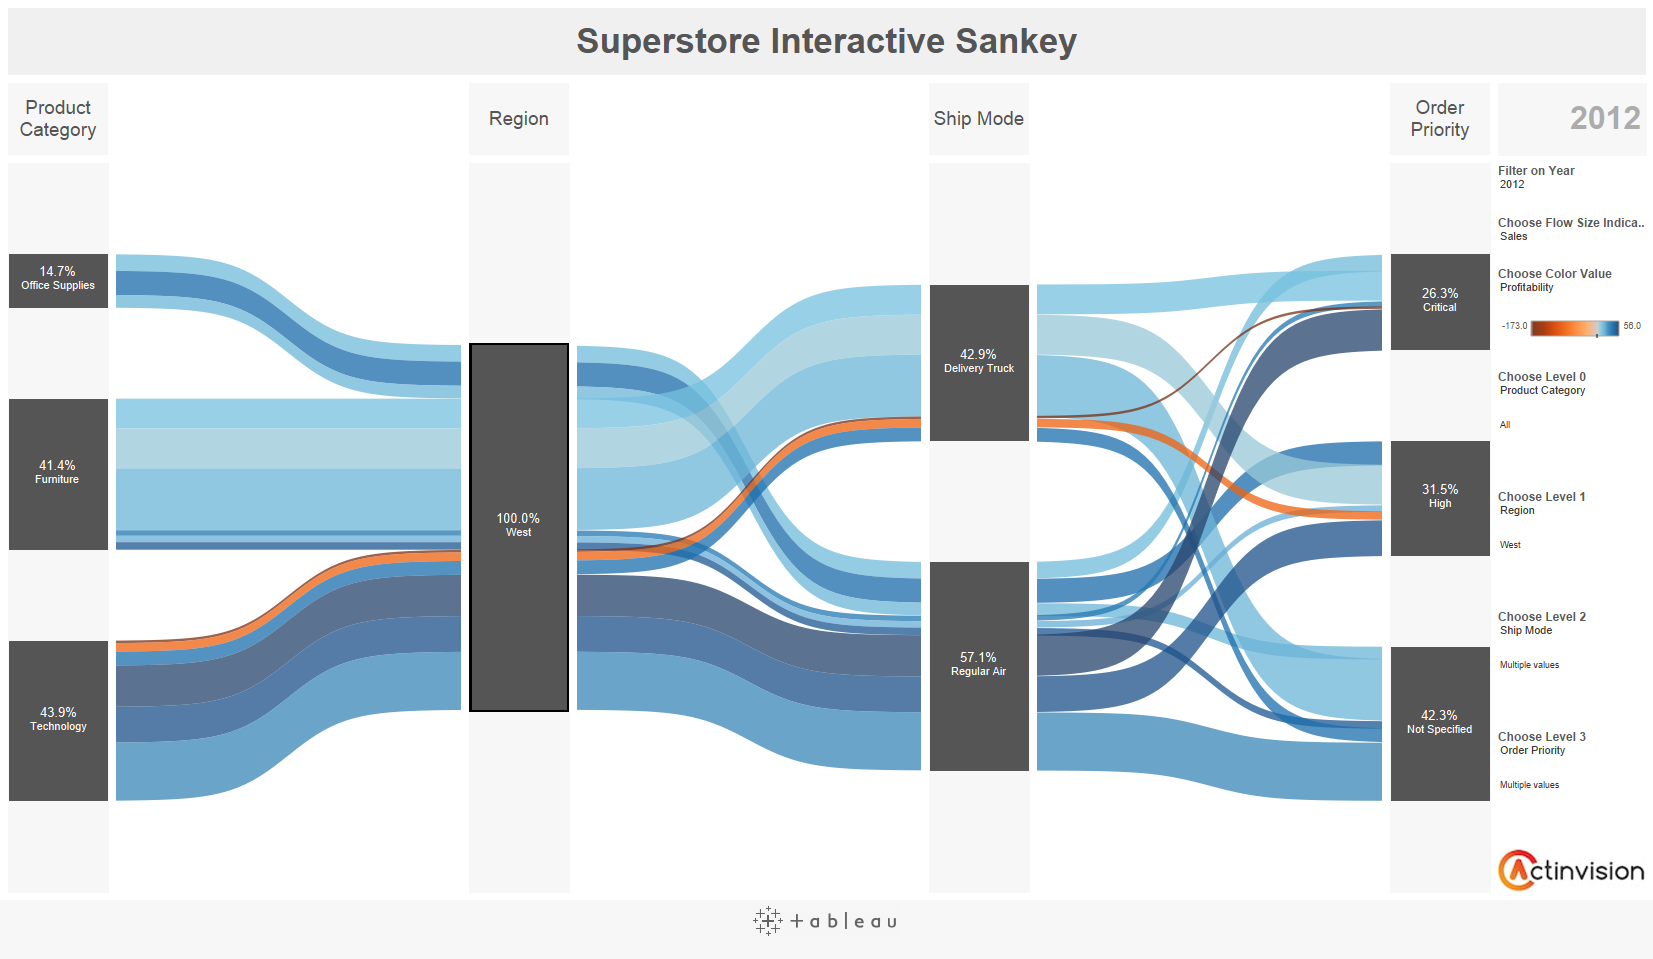 Superstore Interactive Sankey
Product
Category
Region
Ship Mode
Order
Priority
2012
14.7%
Office Supplies
41.4%
Furniture
43.9%
Technology
100.0%
West
42.9%
Delivery Truck
57.1%
Regular Air
26.3%
Critical
31.5%
High
42.3%
Not Specified
Filter on Year
2012
Choose Flow Size Indica..
Sales
Choose Color Value
Profitability
-173.0 56.0
Choose Level 0
Product Category
All
Choose Level 1
Region
West
Choose Level 2
Ship Mode
Multiple values
Choose Level 3
Order Priority
Multiple values
Actinvision
+ableau